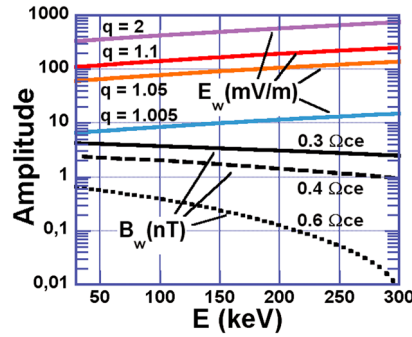 1000
q = 2
q = 1.1
100
E_w(mV/m)
q = 1.05
q = 1.005
10
0.3 Ωce
Amplitude
1
0.4 Ωce
B_w(nT)
0.6 Ωce
0,1
0,01
50 100 150 200 250 300
E (keV)